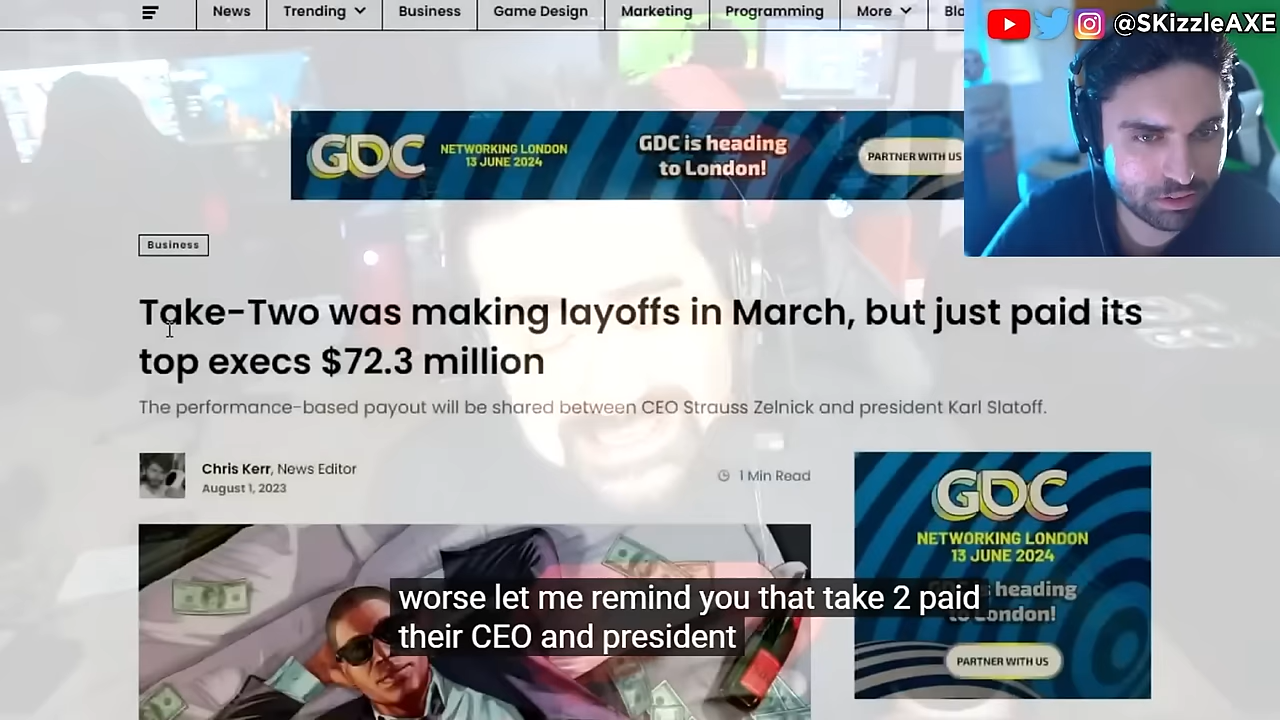 News
Trending
Business
Game Design
Marketing
Programming
More
@SKizzleAXE
GDC
NETWORKING LONDON
13 JUNE 2024
GDC is heading
to London!
PARTNER WITH US
Business
Take-Two was making layoffs in March, but just paid its
top execs $72.3 million
The performance-based payout will be shared between CEO Strauss Zelnick and president Karl Slatoff.
Chris Kerr, News Editor
August 1, 2023
1 Min Read
GDC
NETWORKING LONDON
13 JUNE 2024
heading
London!
PARTNER WITH US
worse let me remind you that take 2 paid
their CEO and president